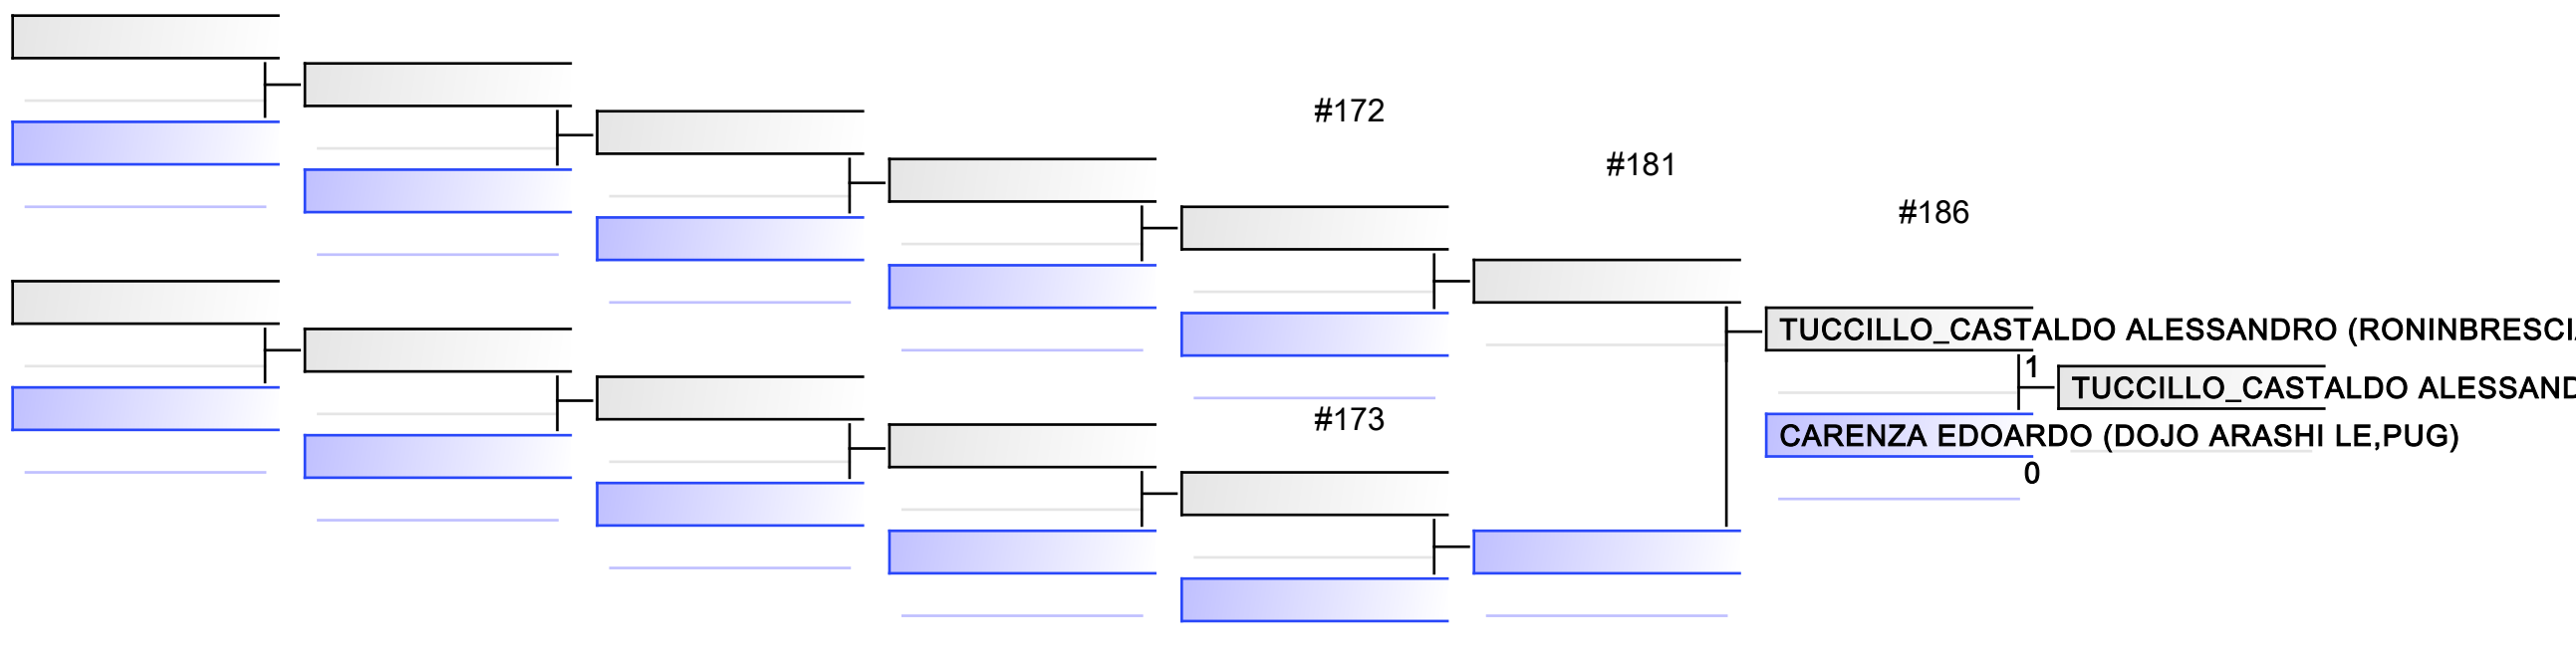 #172
#181
#186
TUCCILLO_CASTALDO ALESSANDRO (RONINBRESCI
1
TUCCILLO_CASTALDO ALESSAND
#173
CARENZA EDOARDO (DOJO ARASHI LE,PUG)
0